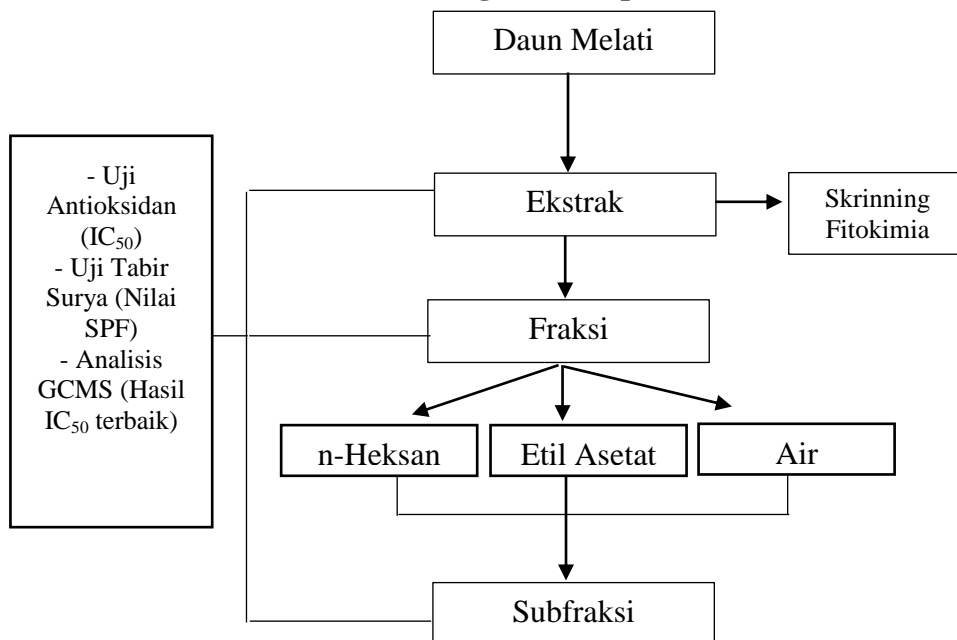 Daun Melati
- Uji
Antioksidan
(IC₅₀)
- Uji Tabir
Surya (Nilai
SPF)
- Analisis
GCMS (Hasil
IC₅₀ terbaik)
Ekstrak
Skrinning
Fitokimia
Fraksi
n-Heksan
Etil Asetat
Air
Subfraksi